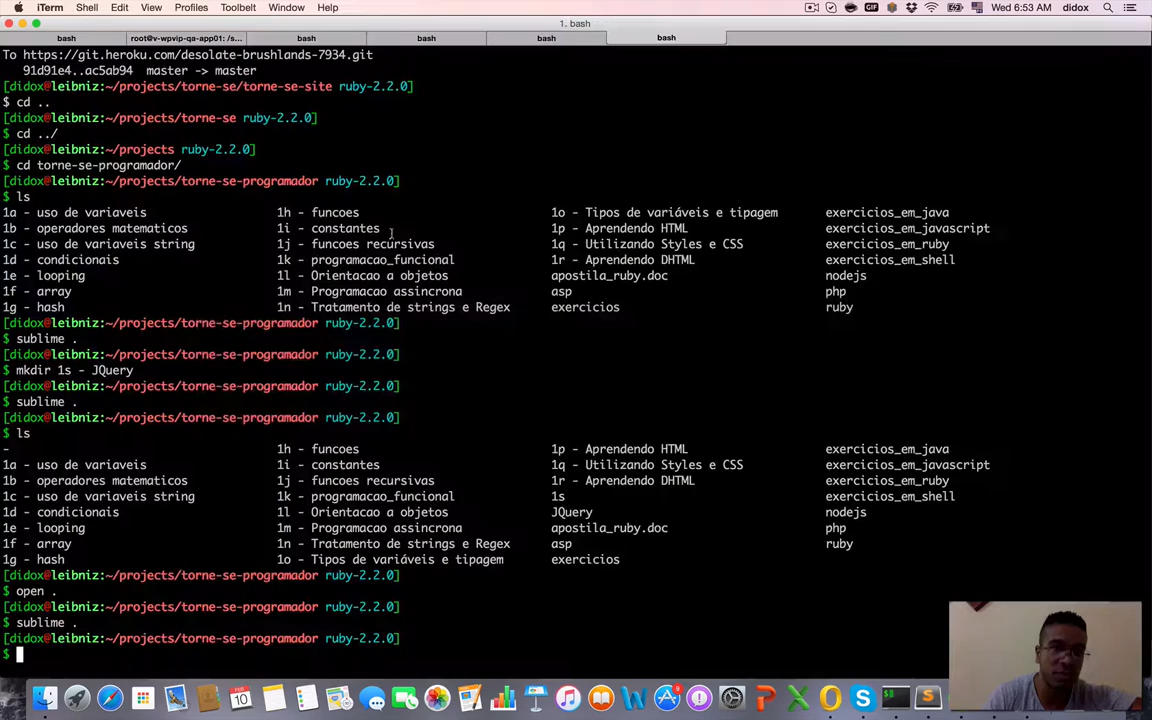 iTerm Shell Edit View Profiles Toolbelt Window Help GIF Wed 6:53 AM didox
1. bash
bash root@v-wpvip-qa-app01: /s... bash bash bash bash
To https://git.heroku.com/desolate-brushlands-7934.git
91d91e4..ac5ab94 master -> master
[didox@leibniz:~/projects/torne-se/torne-se-site ruby-2.2.0]
$ cd ..
[didox@leibniz:~/projects/torne-se ruby-2.2.0]
$ cd ../
[didox@leibniz:~/projects ruby-2.2.0]
$ cd torne-se-programador/
[didox@leibniz:~/projects/torne-se-programador ruby-2.2.0]
$ ls
1a - uso de variaveis 1h - funcoes 1o - Tipos de variáveis e tipagem exercicios_em_java
1b - operadores matematicos 1i - constantes 1p - Aprendendo HTML exercicios_em_javascript
1c - uso de variaveis string 1j - funcoes recursivas 1q - Utilizando Styles e CSS exercicios_em_ruby
1d - condicionais 1k - programacao_funcional 1r - Aprendendo DHTML exercicios_em_shell
1e - looping 1l - Orientacao a objetos apostila_ruby.doc nodejs
1f - array 1m - Programacao assincrona asp php
1g - hash 1n - Tratamento de strings e Regex exercicios ruby
[didox@leibniz:~/projects/torne-se-programador ruby-2.2.0]
$ sublime .
[didox@leibniz:~/projects/torne-se-programador ruby-2.2.0]
$ mkdir 1s - JQuery
[didox@leibniz:~/projects/torne-se-programador ruby-2.2.0]
$ sublime .
[didox@leibniz:~/projects/torne-se-programador ruby-2.2.0]
$ ls
- 1h - funcoes 1p - Aprendendo HTML exercicios_em_java
1a - uso de variaveis 1i - constantes 1q - Utilizando Styles e CSS exercicios_em_javascript
1b - operadores matematicos 1j - funcoes recursivas 1r - Aprendendo DHTML exercicios_em_ruby
1c - uso de variaveis string 1k - programacao_funcional 1s exercicios_em_shell
1d - condicionais 1l - Orientacao a objetos JQuery nodejs
1e - looping 1m - Programacao assincrona apostila_ruby.doc php
1f - array 1n - Tratamento de strings e Regex asp ruby
1g - hash 1o - Tipos de variáveis e tipagem exercicios
[didox@leibniz:~/projects/torne-se-programador ruby-2.2.0]
$ open .
[didox@leibniz:~/projects/torne-se-programador ruby-2.2.0]
$ sublime .
[didox@leibniz:~/projects/torne-se-programador ruby-2.2.0]
$